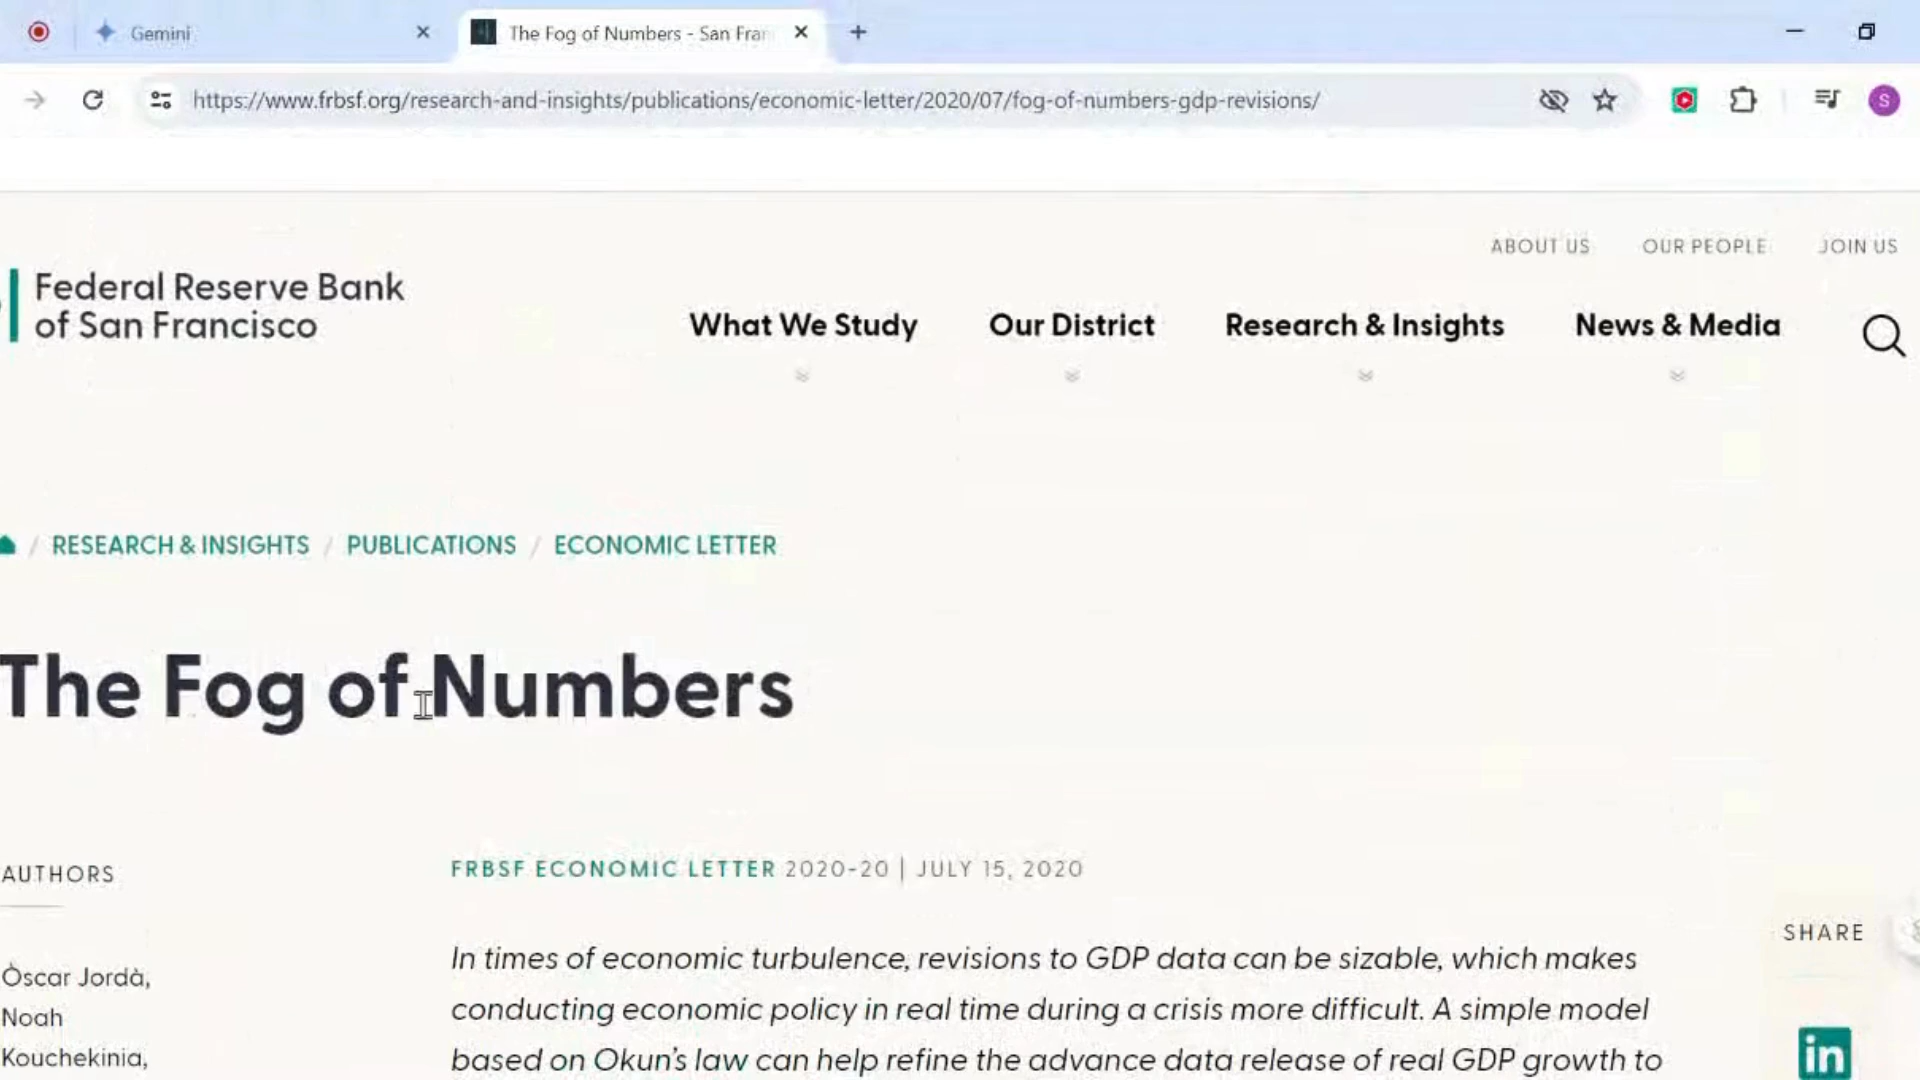 Gemini
The Fog of Numbers - San Fran
https://www.frbsf.org/research-and-insights/publications/economic-letter/2020/07/fog-of-numbers-gdp-revisions/
S
ABOUT US
OUR PEOPLE
JOIN US
Federal Reserve Bank
of San Francisco
What We Study
Our District
Research & Insights
News & Media
/ RESEARCH & INSIGHTS / PUBLICATIONS / ECONOMIC LETTER
The Fog of Numbers
AUTHORS
Òscar Jordà,
Noah
Kouchekinia,
FRBSF ECONOMIC LETTER 2020-20 | JULY 15, 2020
In times of economic turbulence, revisions to GDP data can be sizable, which makes
conducting economic policy in real time during a crisis more difficult. A simple model
based on Okun's law can help refine the advance data release of real GDP growth to
SHARE
in